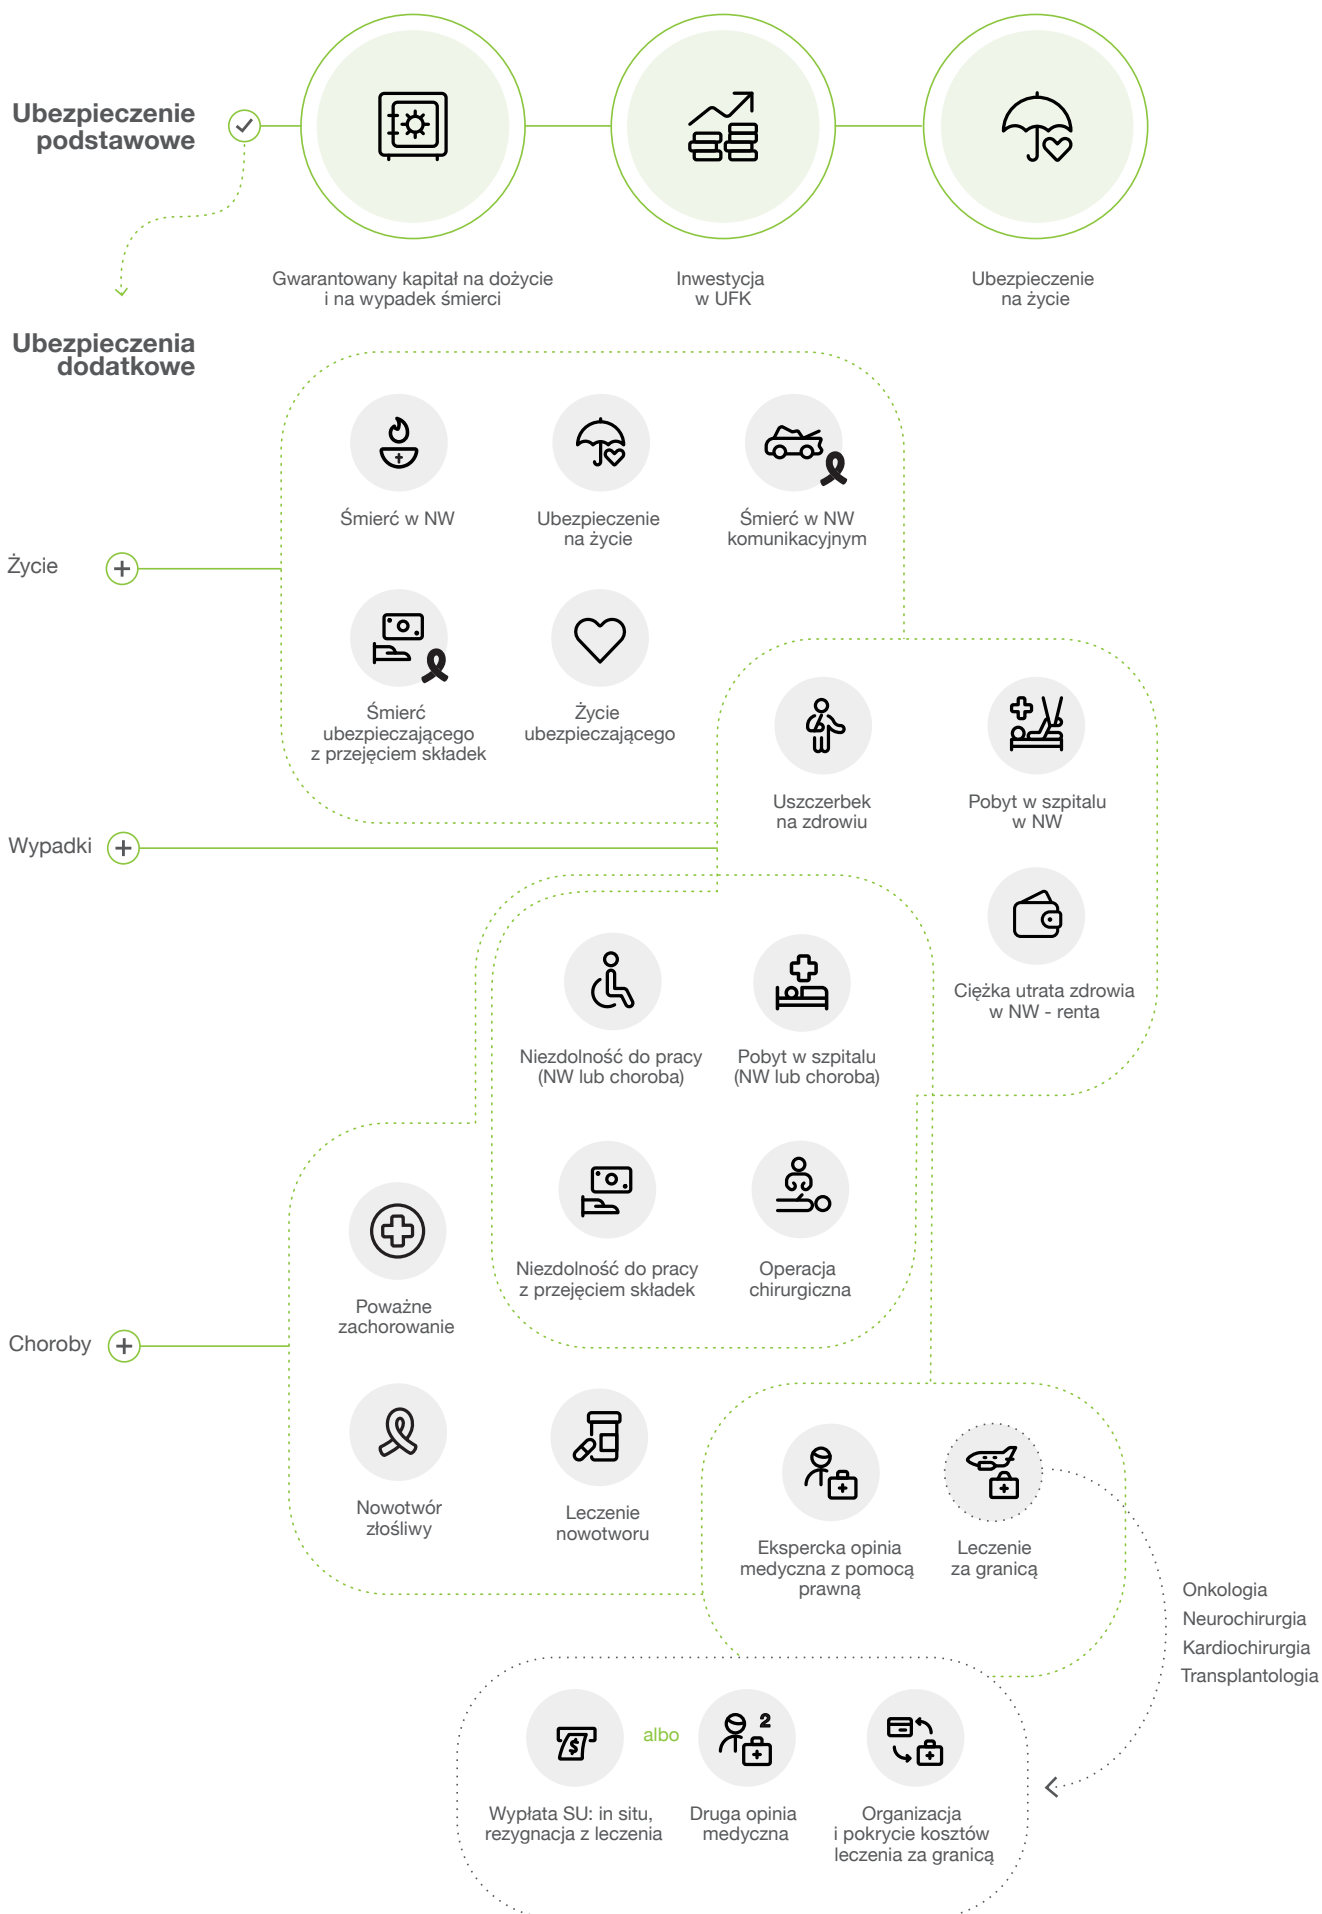 Ubezpieczenie
podstawowe
Gwarantowany kapitał na dożycie
i na wypadek śmierci
Inwestycja
w UFK
Ubezpieczenie
na życie
Ubezpieczenia
dodatkowe
Życie
Śmierć w NW
Ubezpieczenie
na życie
Śmierć w NW
komunikacyjnym
Śmierć
ubezpieczającego
z przejęciem składek
Życie
ubezpieczającego
Wypadki
Uszczerbek
na zdrowiu
Pobyt w szpitalu
w NW
Ciężka utrata zdrowia
w NW - renta
Niezdolność do pracy
(NW lub choroba)
Pobyt w szpitalu
(NW lub choroba)
Niezdolność do pracy
z przejęciem składek
Operacja
chirurgiczna
Choroby
Poważne
zachorowanie
Nowotwór
złośliwy
Leczenie
nowotworu
Ekspercka opinia
medyczna z pomocą
prawną
Leczenie
za granicą
Onkologia
Neurochirurgia
Kardiochirurgia
Transplantologia
$
albo
2
Wypłata SU: in situ,
rezygnacja z leczenia
Druga opinia
medyczna
Organizacja
i pokrycie kosztów
leczenia za granicą